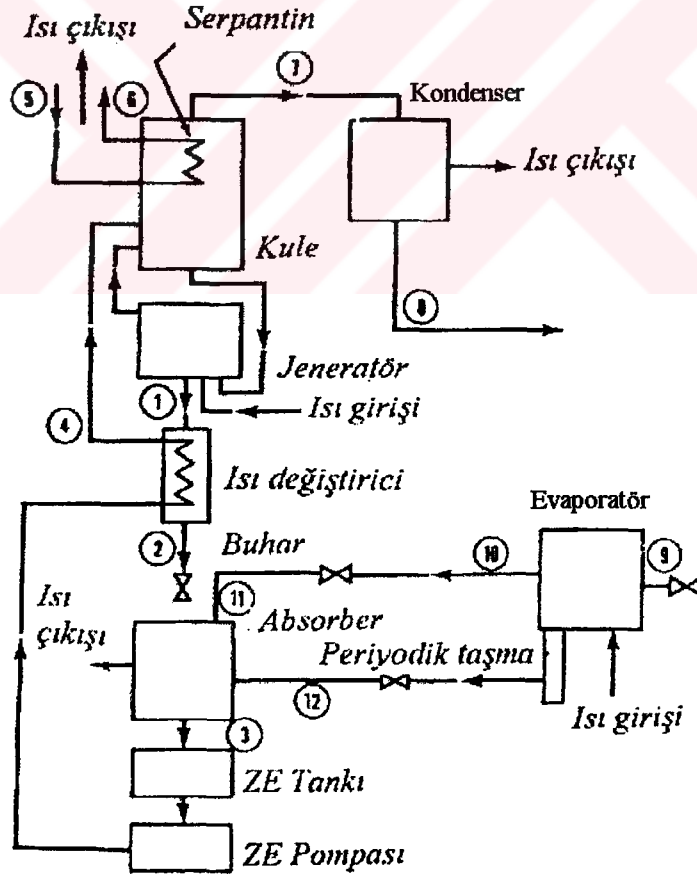 Isı çıkışı
Serpantin
5
6
7
Kondenser
Isı çıkışı
Kule
8
Jeneratör
1
Isı girişi
4
Isı değiştirici
Evaporatör
2
Buhar
10
9
11
Isı
çıkışı
Absorber
Periyodik taşma
12
Isı girişi
3
ZE Tankı
ZE Pompası